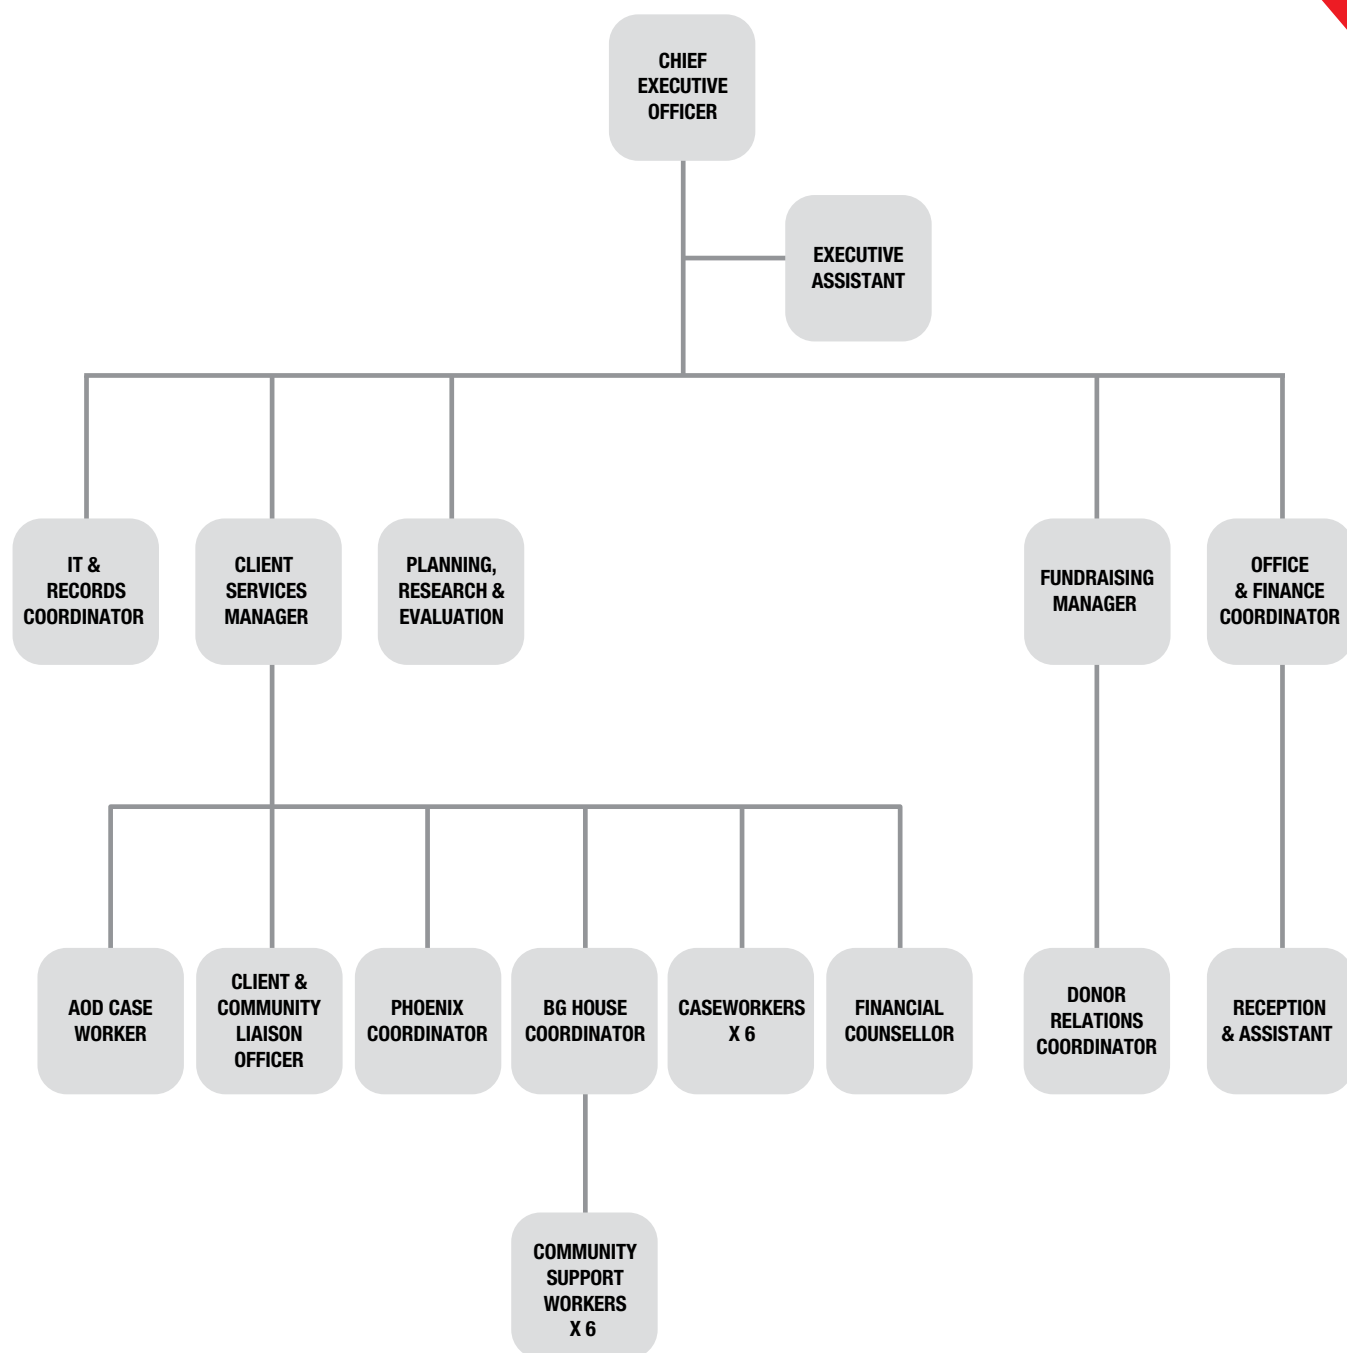 CHIEF
EXECUTIVE
OFFICER
EXECUTIVE
ASSISTANT
IT &
RECORDS
COORDINATOR
CLIENT
SERVICES
MANAGER
PLANNING,
RESEARCH &
EVALUATION
FUNDRAISING
MANAGER
OFFICE
& FINANCE
COORDINATOR
AOD CASE
WORKER
CLIENT &
COMMUNITY
LIAISON
OFFICER
PHOENIX
COORDINATOR
BG HOUSE
COORDINATOR
CASEWORKERS
X 6
FINANCIAL
COUNSELLOR
DONOR
RELATIONS
COORDINATOR
RECEPTION
& ASSISTANT
COMMUNITY
SUPPORT
WORKERS
X 6